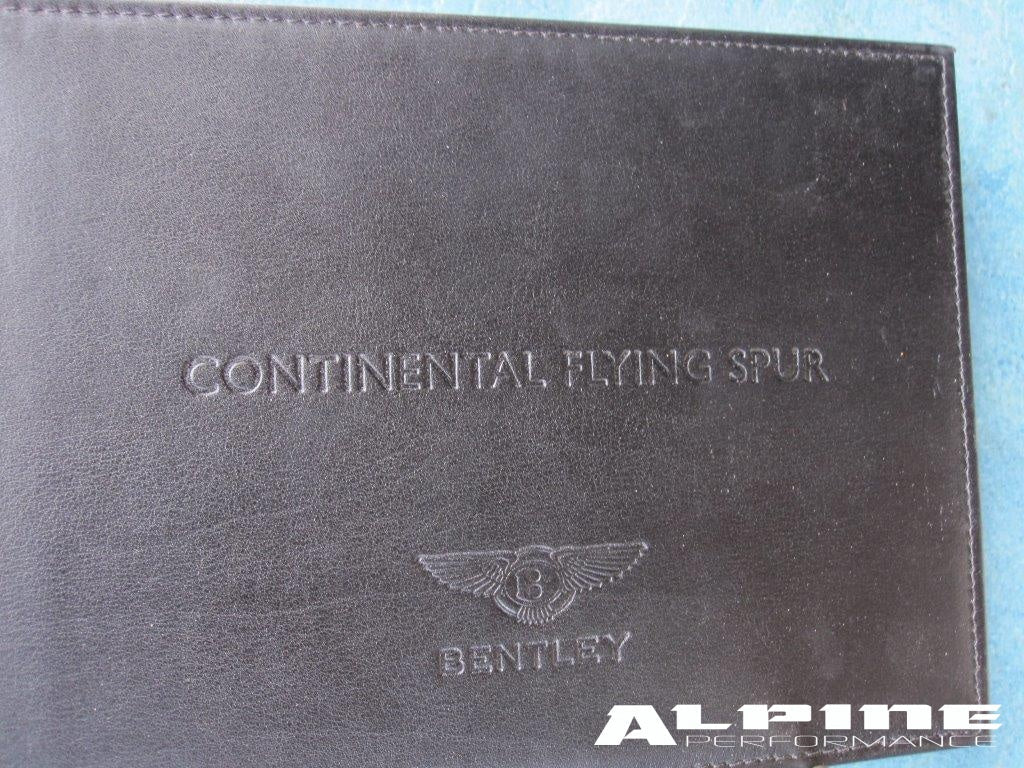 CONTINENTAL FLYING SPUR
B
BENTLEY
ALPINE
PERFORMANCE